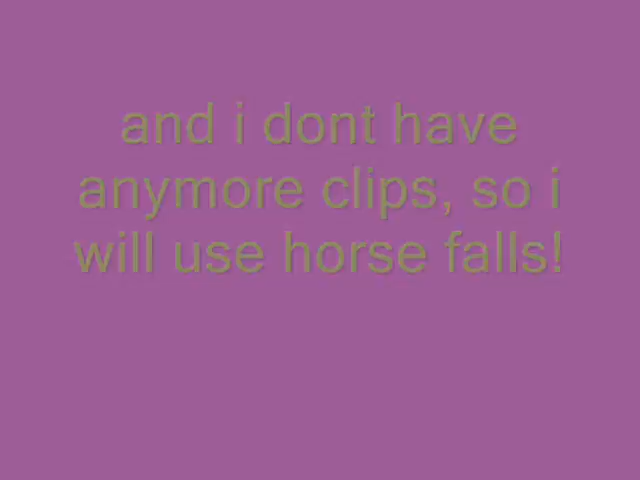 and i dont have
anymore clips, so i
will use horse falls!